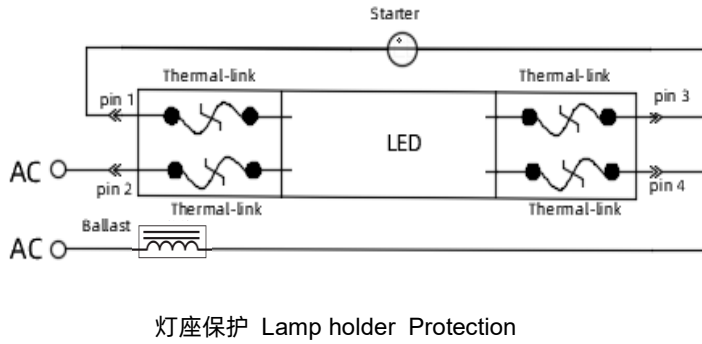 Starter
Thermal-link Thermal-link
pin 1 pin 3
LED
AC
pin 2 pin 4
Thermal-link Thermal-link
Ballast
AC
灯座保护 Lamp holder Protection